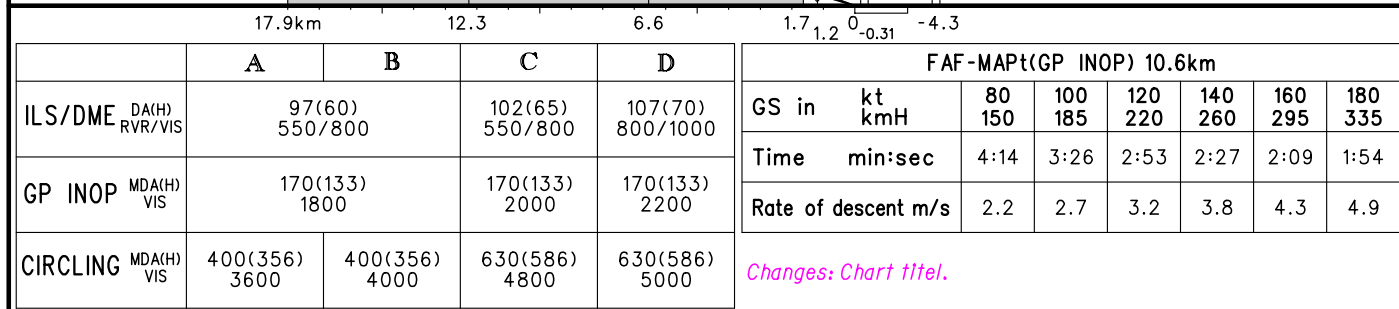 17.9km 12.3 6.6 1.7 1.2 0 -0.31 -4.3
A B C D
ILS/DME DA(H) RVR/VIS 97(60) 550/800 102(65) 550/800 107(70) 800/1000
GP INOP MDA(H) VIS 170(133) 1800 170(133) 2000 170(133) 2200
CIRCLING MDA(H) VIS 400(356) 3600 400(356) 4000 630(586) 4800 630(586) 5000
FAF-MAPt(GP INOP) 10.6km
GS in kt 80 100 120 140 160 180
kmH 150 185 220 260 295 335
Time min:sec 4:14 3:26 2:53 2:27 2:09 1:54
Rate of descent m/s 2.2 2.7 3.2 3.8 4.3 4.9
Changes: Chart titel.